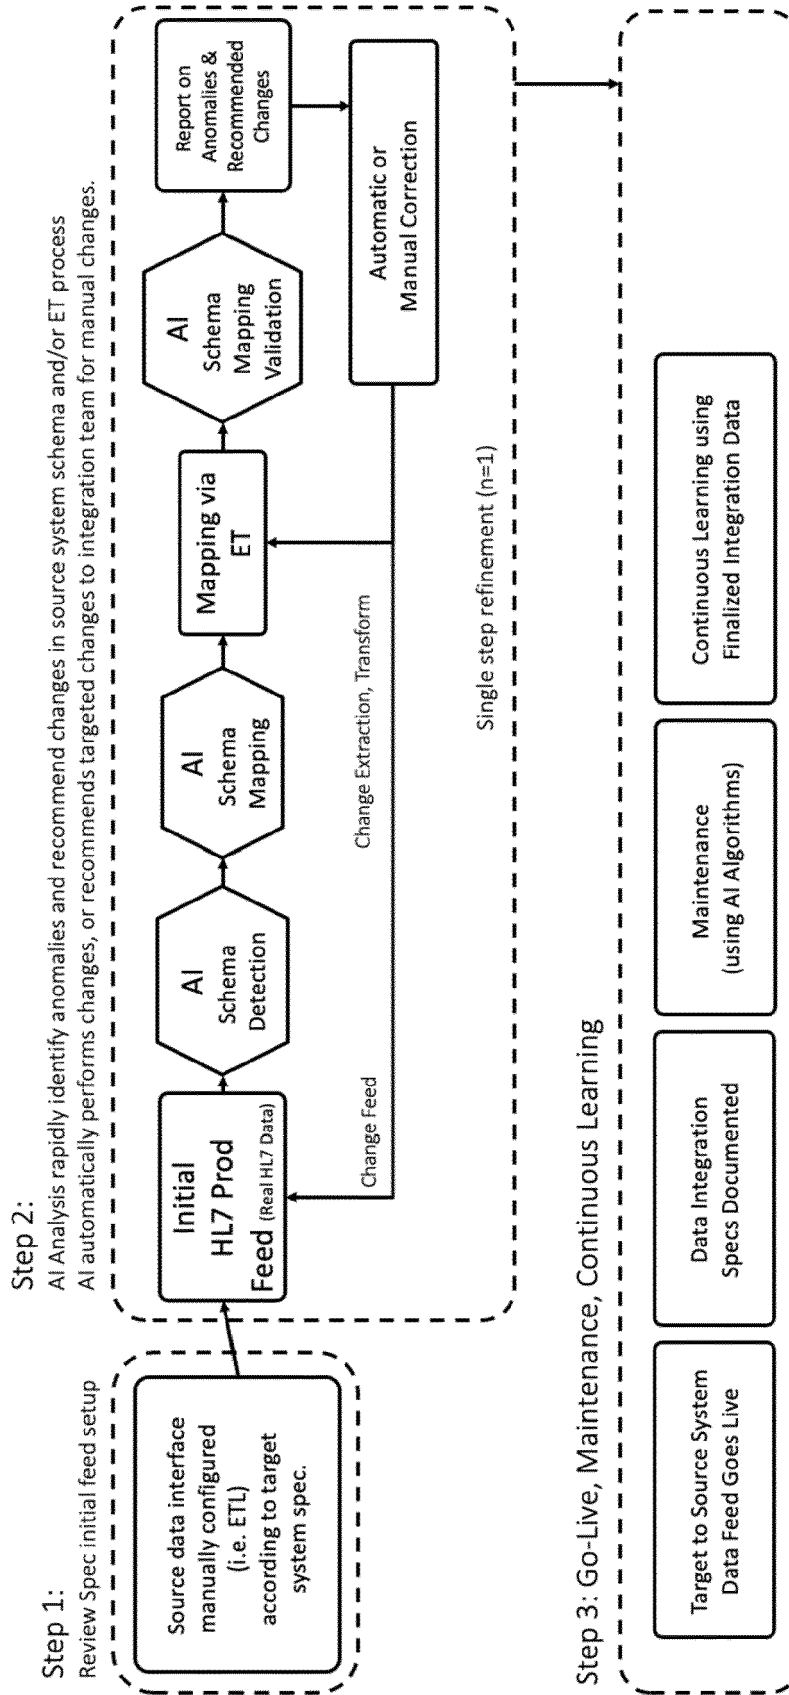 Step 1:
Review Spec initial feed setup
Source data interface
manually configured
(i.e. ETL)
according to target
system spec.
Step 2:
AI Analysis rapidly identify anomalies and recommend changes in source system schema and/or ET process
AI automatically performs changes, or recommends targeted changes to integration team for manual changes.
Initial
HL7 Prod
Feed (Real HL7 Data)
AI
Schema
Detection
AI
Schema
Mapping
Mapping via
ET
AI
Schema
Mapping
Validation
Report on
Anomalies &
Recommended
Changes
Automatic or
Manual Correction
Change Feed
Change Extraction, Transform
Single step refinement (n=1)
Step 3: Go-Live, Maintenance, Continuous Learning
Target to Source System
Data Feed Goes Live
Data Integration
Specs Documented
Maintenance
(using AI Algorithms)
Continuous Learning using
Finalized Integration Data